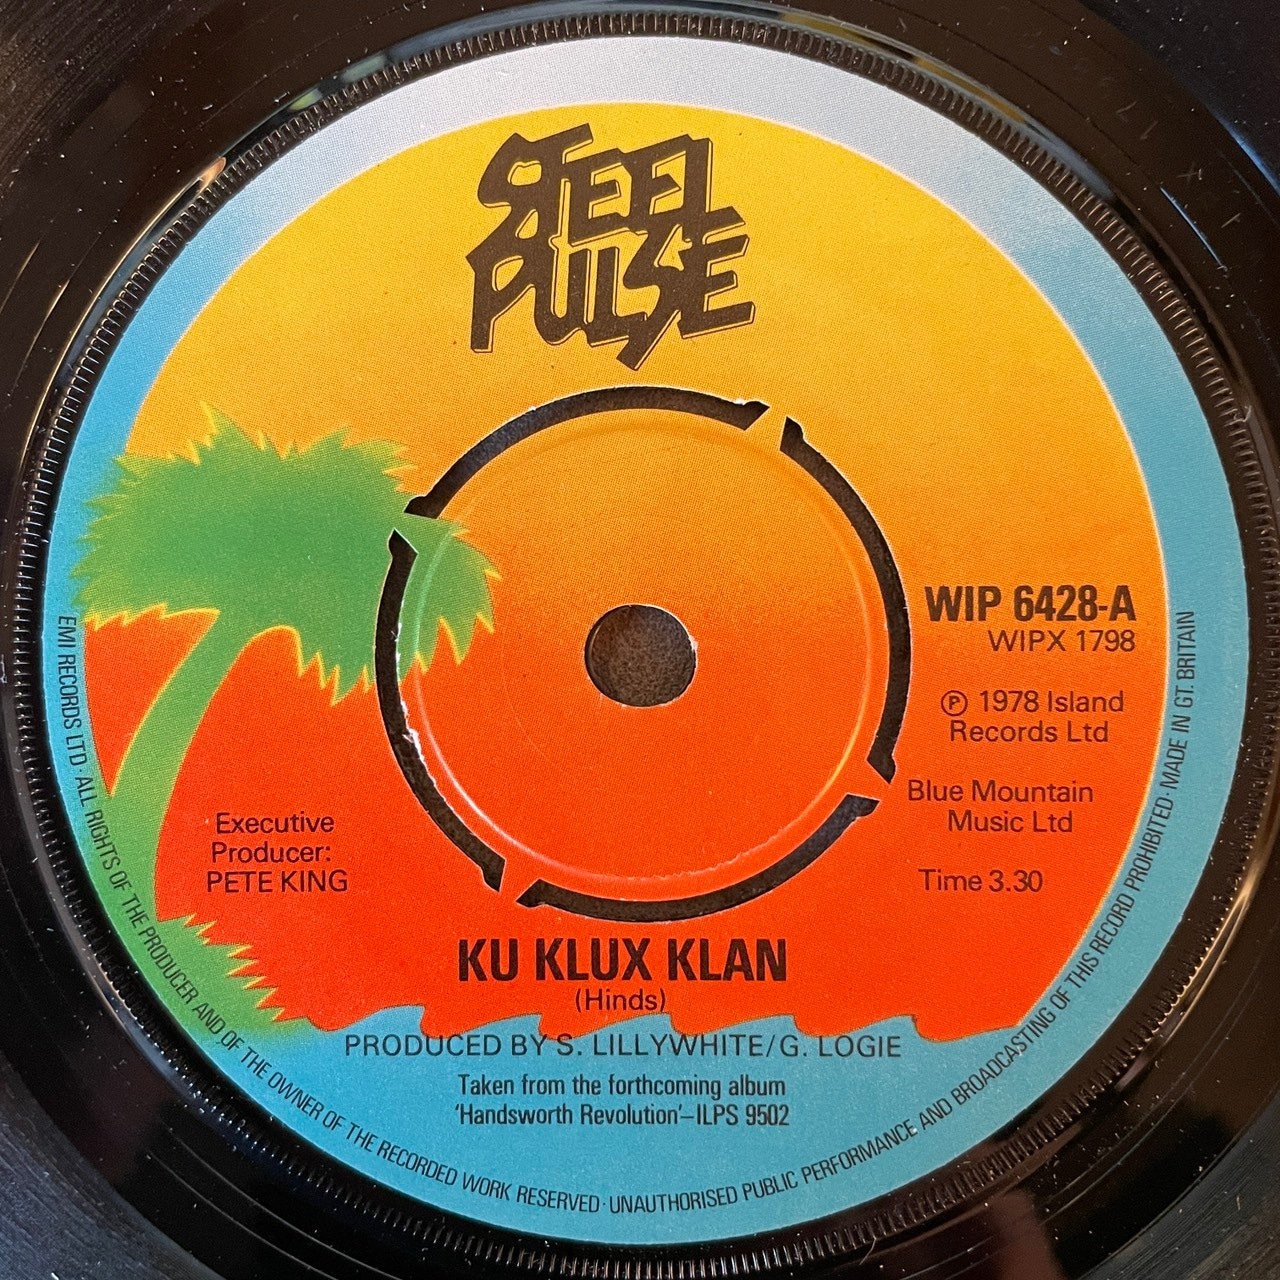 STEEL
PULSE
WIP 6428-A
WIPX 1798
Ⓟ 1978 Island
Records Ltd
Blue Mountain
Music Ltd
Time 3.30
Executive
Producer:
PETE KING
KU KLUX KLAN
(Hinds)
PRODUCED BY S. LILLYWHITE/G. LOGIE
Taken from the forthcoming album
'Handsworth Revolution'–ILPS 9502
EMI RECORDS LTD · ALL RIGHTS OF THE PRODUCER AND OF THE OWNER OF THE RECORDED WORK RESERVED · UNAUTHORISED PUBLIC PERFORMANCE AND BROADCASTING OF THIS RECORD PROHIBITED · MADE IN GT. BRITAIN